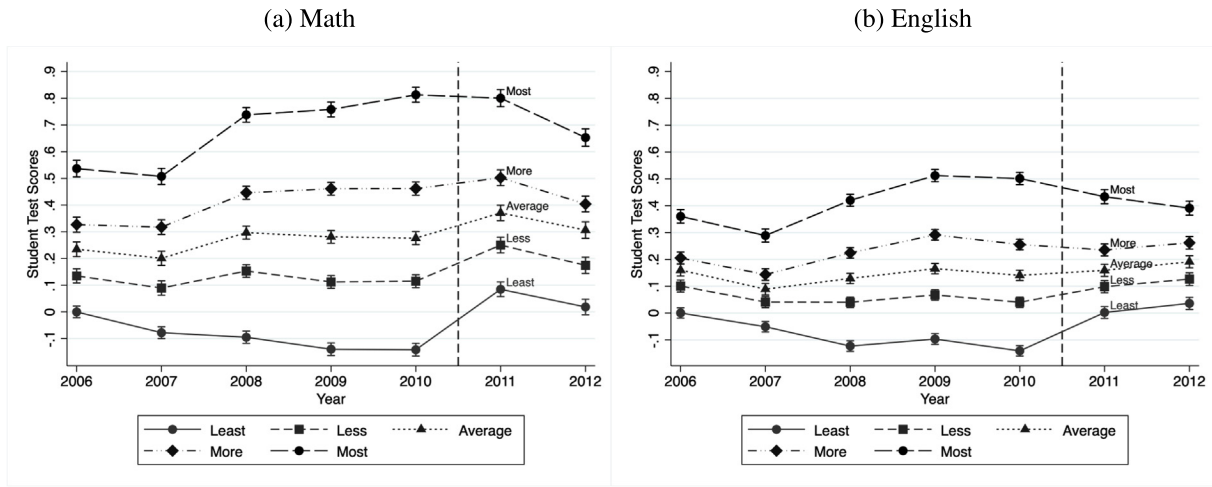 (a) Math
.9
.8
.7
.6
.5
.4
.3
.2
.1
0
-.1
Student Test Scores
Most
More
Average
Less
Least
2006 2007 2008 2009 2010 2011 2012
Year
Least Less Average
More Most
(b) English
.9
.8
.7
.6
.5
.4
.3
.2
.1
0
-.1
Student Test Scores
Most
More
Average
Less
Least
2006 2007 2008 2009 2010 2011 2012
Year
Least Less Average
More Most